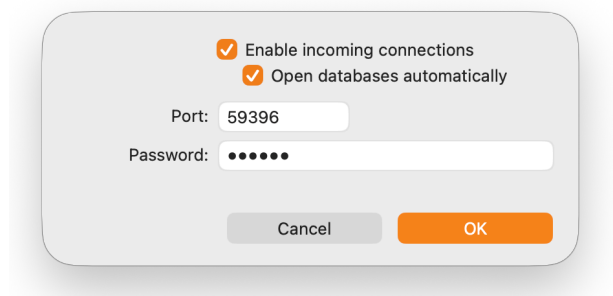 Enable incoming connections
Open databases automatically
Port: 59396
Password: ••••••
Cancel OK